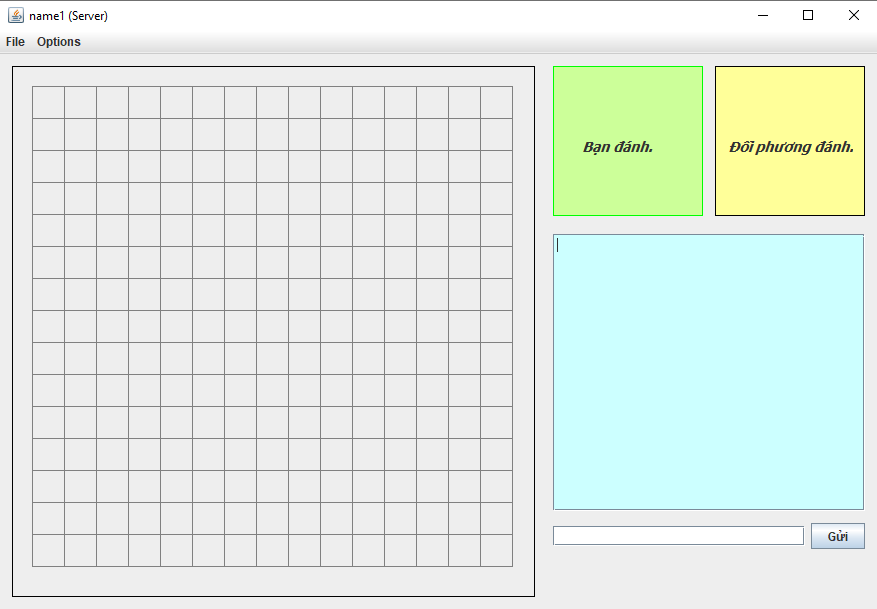 name1 (Server)
File Options
Bạn đánh.
Đối phương đánh.
Gửi